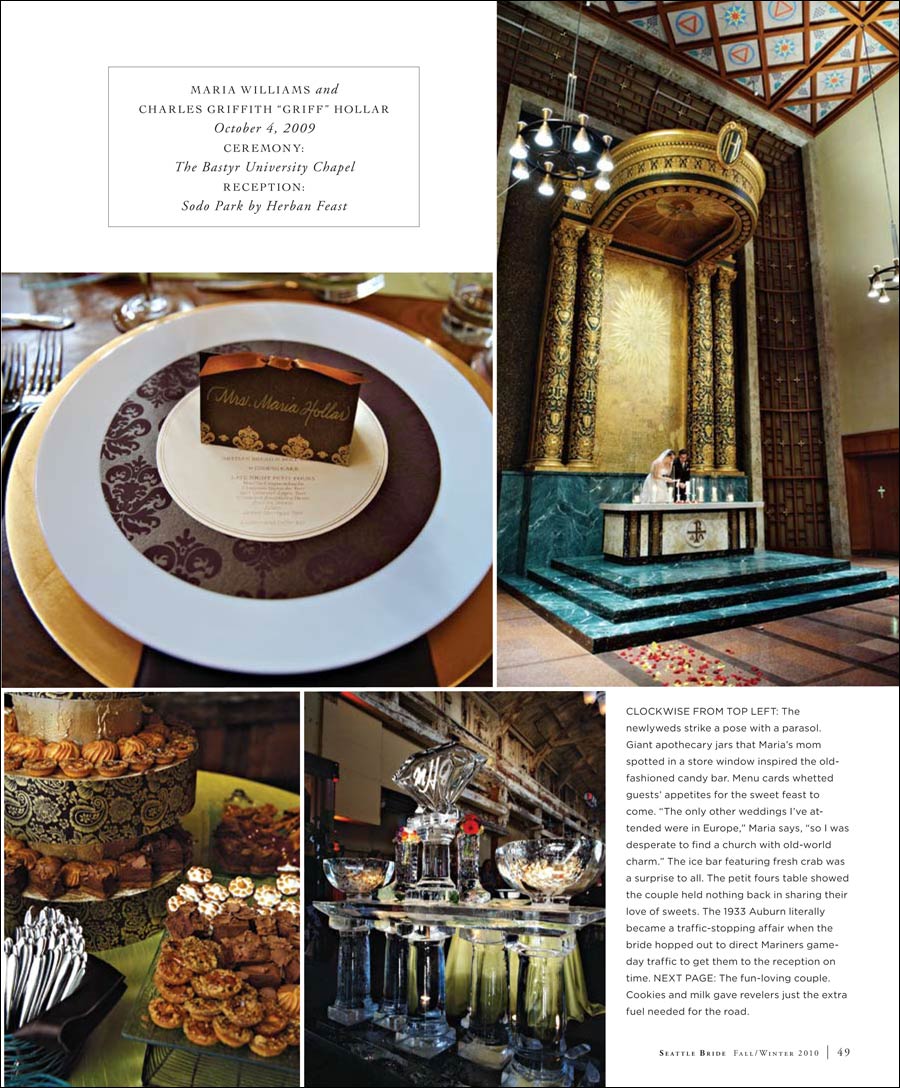 MARIA WILLIAMS and
CHARLES GRIFFITH “GRIFF” HOLLAR
October 4, 2009
CEREMONY:
The Bastyr University Chapel
RECEPTION:
Sodo Park by Herban Feast
Mrs. Maria Hollar
WEDDING CAKE
LATE NIGHT PETIT FOURS
CLOCKWISE FROM TOP LEFT: The
newlyweds strike a pose with a parasol.
Giant apothecary jars that Maria’s mom
spotted in a store window inspired the old-
fashioned candy bar. Menu cards whetted
guests’ appetites for the sweet feast to
come. “The only other weddings I’ve at-
tended were in Europe,” Maria says, “so I was
desperate to find a church with old-world
charm.” The ice bar featuring fresh crab was
a surprise to all. The petit fours table showed
the couple held nothing back in sharing their
love of sweets. The 1933 Auburn literally
became a traffic-stopping affair when the
bride hopped out to direct Mariners game-
day traffic to get them to the reception on
time. NEXT PAGE: The fun-loving couple.
Cookies and milk gave revelers just the extra
fuel needed for the road.
SEATTLE BRIDE FALL/WINTER 2010 | 49